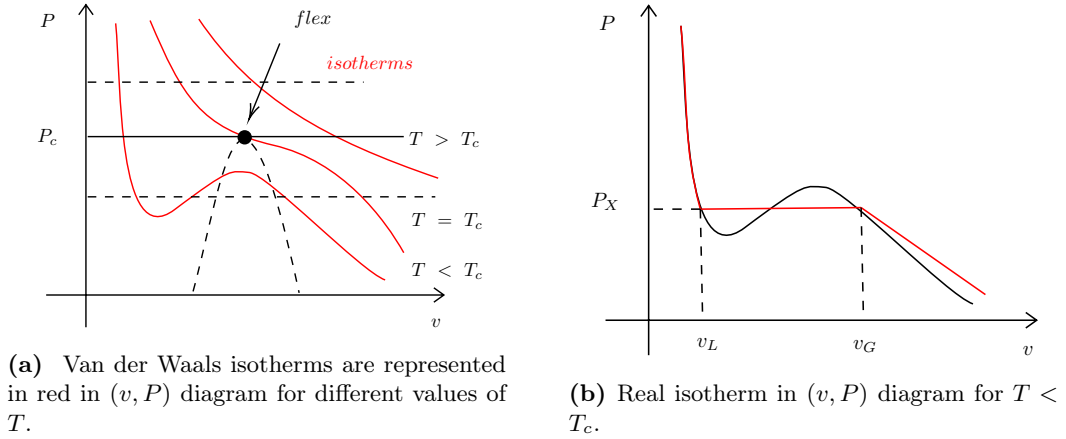 P
flex
isotherms
P_c
T > T_c
T = T_c
T < T_c
v
(a) Van der Waals isotherms are represented
in red in (v, P) diagram for different values of
T.
P
P_X
v_L
v_G
v
(b) Real isotherm in (v, P) diagram for T <
T_c.